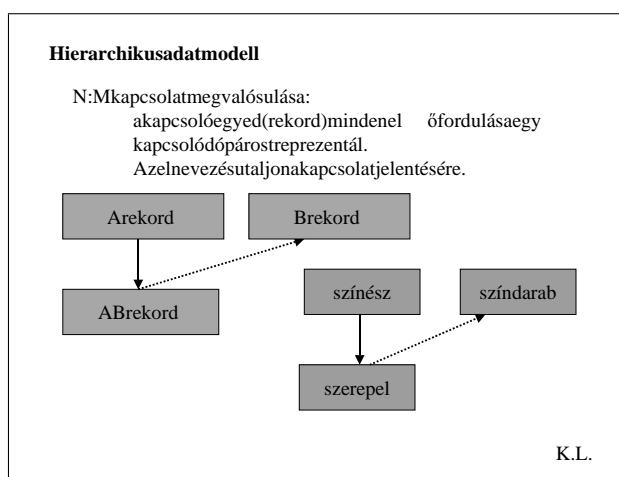 Hierarchikusadatmodell
N:Mkapcsolatmegvalósulása:
akapcsolóegyed(rekord)mindenel őfordulásaegy
kapcsolódópárostreprezentál.
Azelnevezésutaljonakapcsolatjelentésére.
Arekord Brekord
ABrekord
színész színdarab
szerepel
K.L.